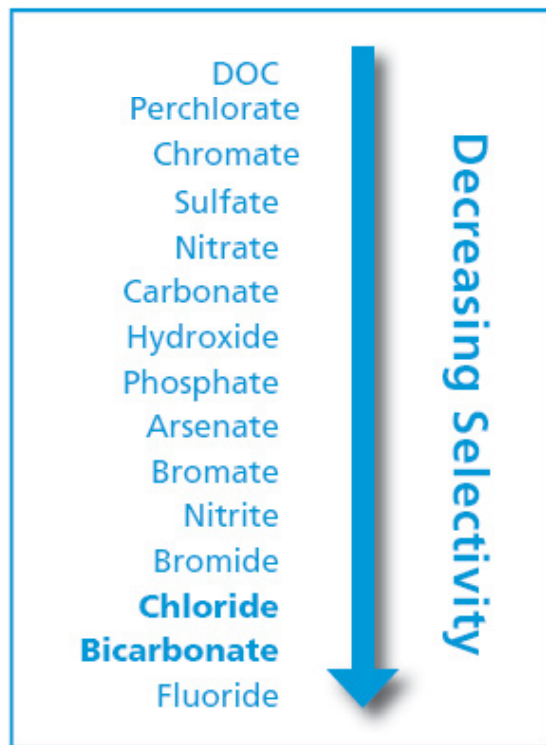 DOC
Perchlorate
Chromate
Sulfate
Nitrate
Carbonate
Hydroxide
Phosphate
Arsenate
Bromate
Nitrite
Bromide
Chloride
Bicarbonate
Fluoride
Decreasing Selectivity